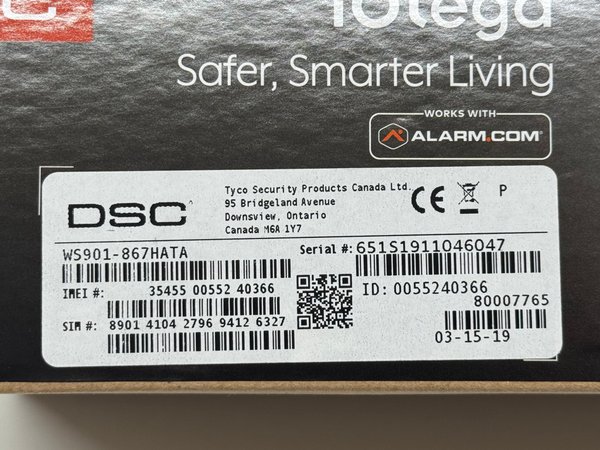 C
iotega
Safer, Smarter Living
WORKS WITH
ALARM.COM
DSC
Tyco Security Products Canada Ltd.
95 Bridgeland Avenue
Downsview, Ontario
Canada M6A 1Y7
CE
P
WS901-867HATA
Serial #: 651S1911046047
IMEI #: 35455 00552 40366
ID: 0055240366
80007765
SIM #: 8901 4104 2796 9412 6327
03-15-19